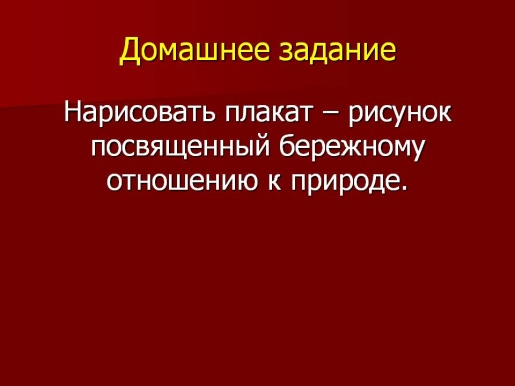 Домашнее задание
Нарисовать плакат – рисунок
посвященный бережному
отношению к природе.